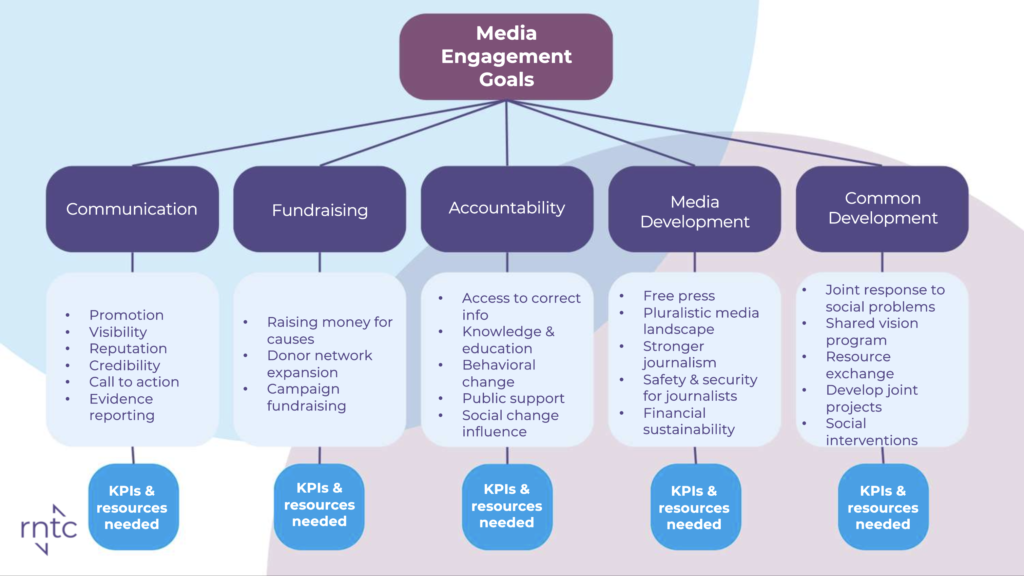 Media
Engagement
Goals
Communication
Fundraising
Accountability
Media
Development
Common
Development
• Promotion
• Visibility
• Reputation
• Credibility
• Call to action
• Evidence
reporting
• Raising money for
causes
• Donor network
expansion
• Campaign
fundraising
• Access to correct
info
• Knowledge &
education
• Behavioral
change
• Public support
• Social change
influence
• Free press
• Pluralistic media
landscape
• Stronger
journalism
• Safety & security
for journalists
• Financial
sustainability
• Joint response to
social problems
• Shared vision
program
• Resource
exchange
• Develop joint
projects
• Social
interventions
KPIs &
resources
needed
KPIs &
resources
needed
KPIs &
resources
needed
KPIs &
resources
needed
KPIs &
resources
needed
rntc